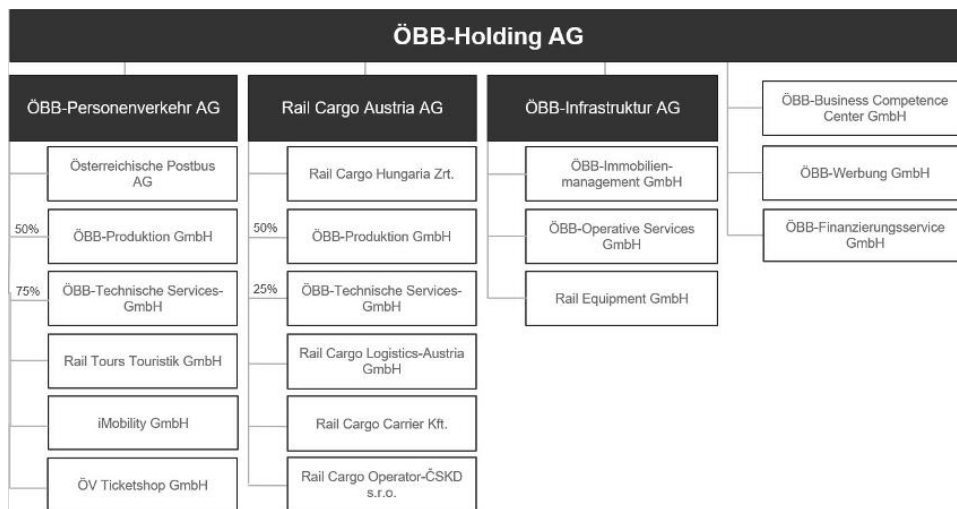 ÖBB-Holding AG
ÖBB-Personenverkehr AG
Österreichische Postbus
AG
50%
ÖBB-Produktion GmbH
75%
ÖBB-Technische Services-
GmbH
Rail Tours Touristik GmbH
iMobility GmbH
ÖV Ticketshop GmbH
Rail Cargo Austria AG
Rail Cargo Hungaria Zrt.
50%
ÖBB-Produktion GmbH
25%
ÖBB-Technische Services-
GmbH
Rail Cargo Logistics-Austria
GmbH
Rail Cargo Carrier Kft.
Rail Cargo Operator-ČSKD
s.r.o.
ÖBB-Infrastruktur AG
ÖBB-Immobilien-
management GmbH
ÖBB-Operative Services
GmbH
Rail Equipment GmbH
ÖBB-Business Competence
Center GmbH
ÖBB-Werbung GmbH
ÖBB-Finanzierungsservice
GmbH